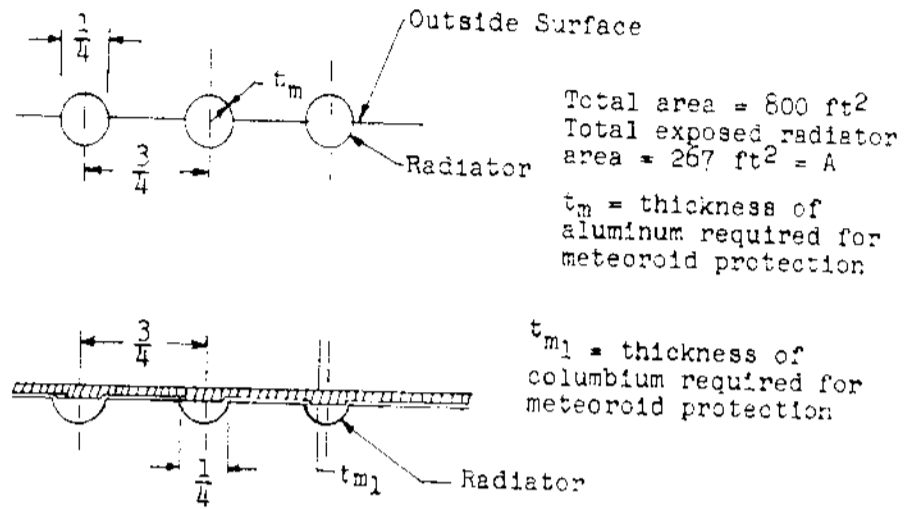 1/4
Outside Surface
t_m
Total area = 800 ft²
Total exposed radiator
area = 267 ft² = A
3/4
Radiator
t_m = thickness of
aluminum required for
meteoroid protection
3/4
t_m1 = thickness of
columbium required for
meteoroid protection
1/4
t_m1
Radiator